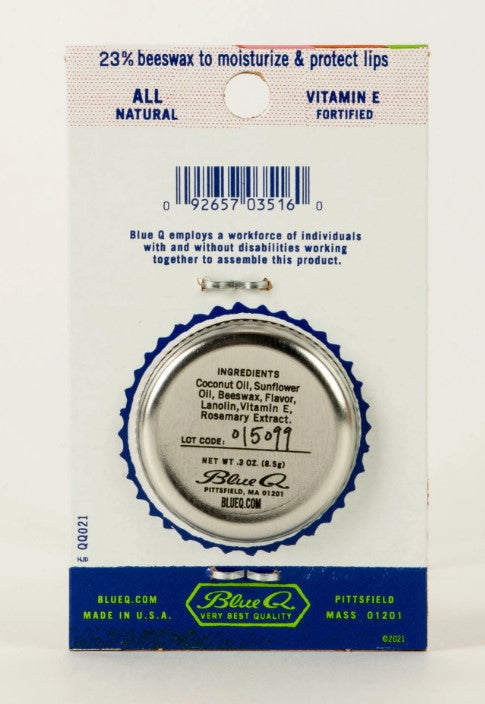 23% beeswax to moisturize & protect lips
ALL
NATURAL
VITAMIN E
FORTIFIED
0 92657 03516 0
Blue Q employs a workforce of individuals
with and without disabilities working
together to assemble this product.
INGREDIENTS
Coconut Oil, Sunflower
Oil, Beeswax, Flavor,
Lanolin, Vitamin E,
Rosemary Extract.
LOT CODE: 015099
NET WT .3 OZ. (8.5g)
Blue Q
PITTSFIELD, MA 01201
BLUEQ.COM
QQ021
HJD
BLUEQ.COM
MADE IN U.S.A.
Blue Q
VERY BEST QUALITY
PITTSFIELD
MASS 01201
©2021